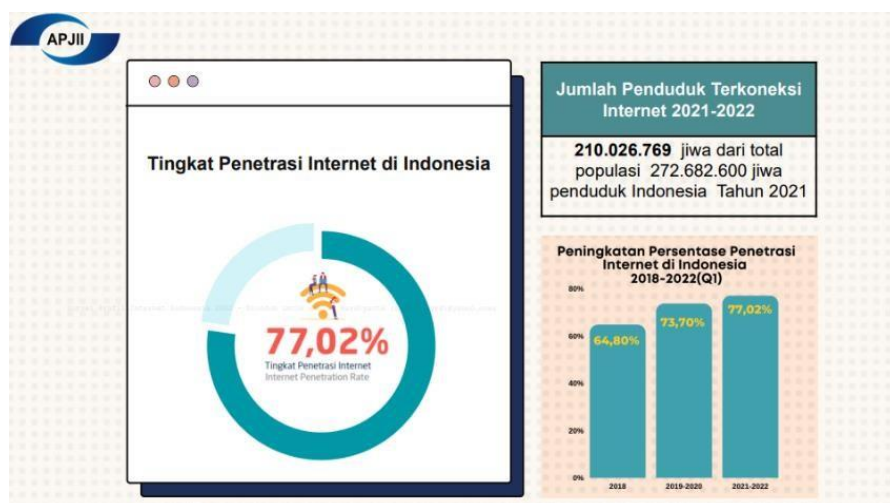 APJII
Tingkat Penetrasi Internet di Indonesia
77,02%
Tingkat Penetrasi Internet
Internet Penetration Rate
Jumlah Penduduk Terkoneksi
Internet 2021-2022
210.026.769 jiwa dari total
populasi 272.682.600 jiwa
penduduk Indonesia Tahun 2021
Peningkatan Persentase Penetrasi
Internet di Indonesia
2018-2022(Q1)
80%
60%
40%
20%
0%
64,80%
73,70%
77,02%
2018
2019-2020
2021-2022